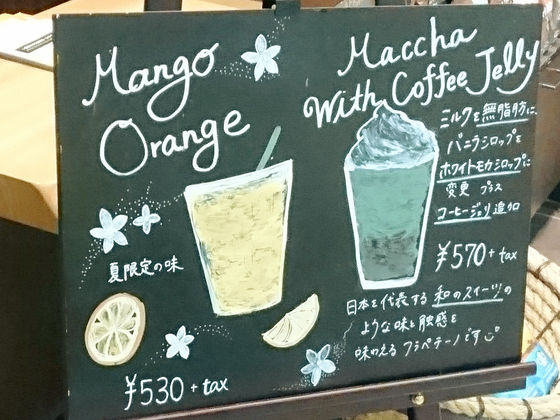 Mango
Orange
夏限定の味
¥530 + tax
Maccha
With Coffee Jelly
ミルクを無脂肪に、
バニラシロップを
ホワイトモカシロップに
変更 プラス
コーヒージェリ追加
¥570 + tax
日本を代表する 和のスイーツの
ような味と触感を
味わえる フラペチーノです